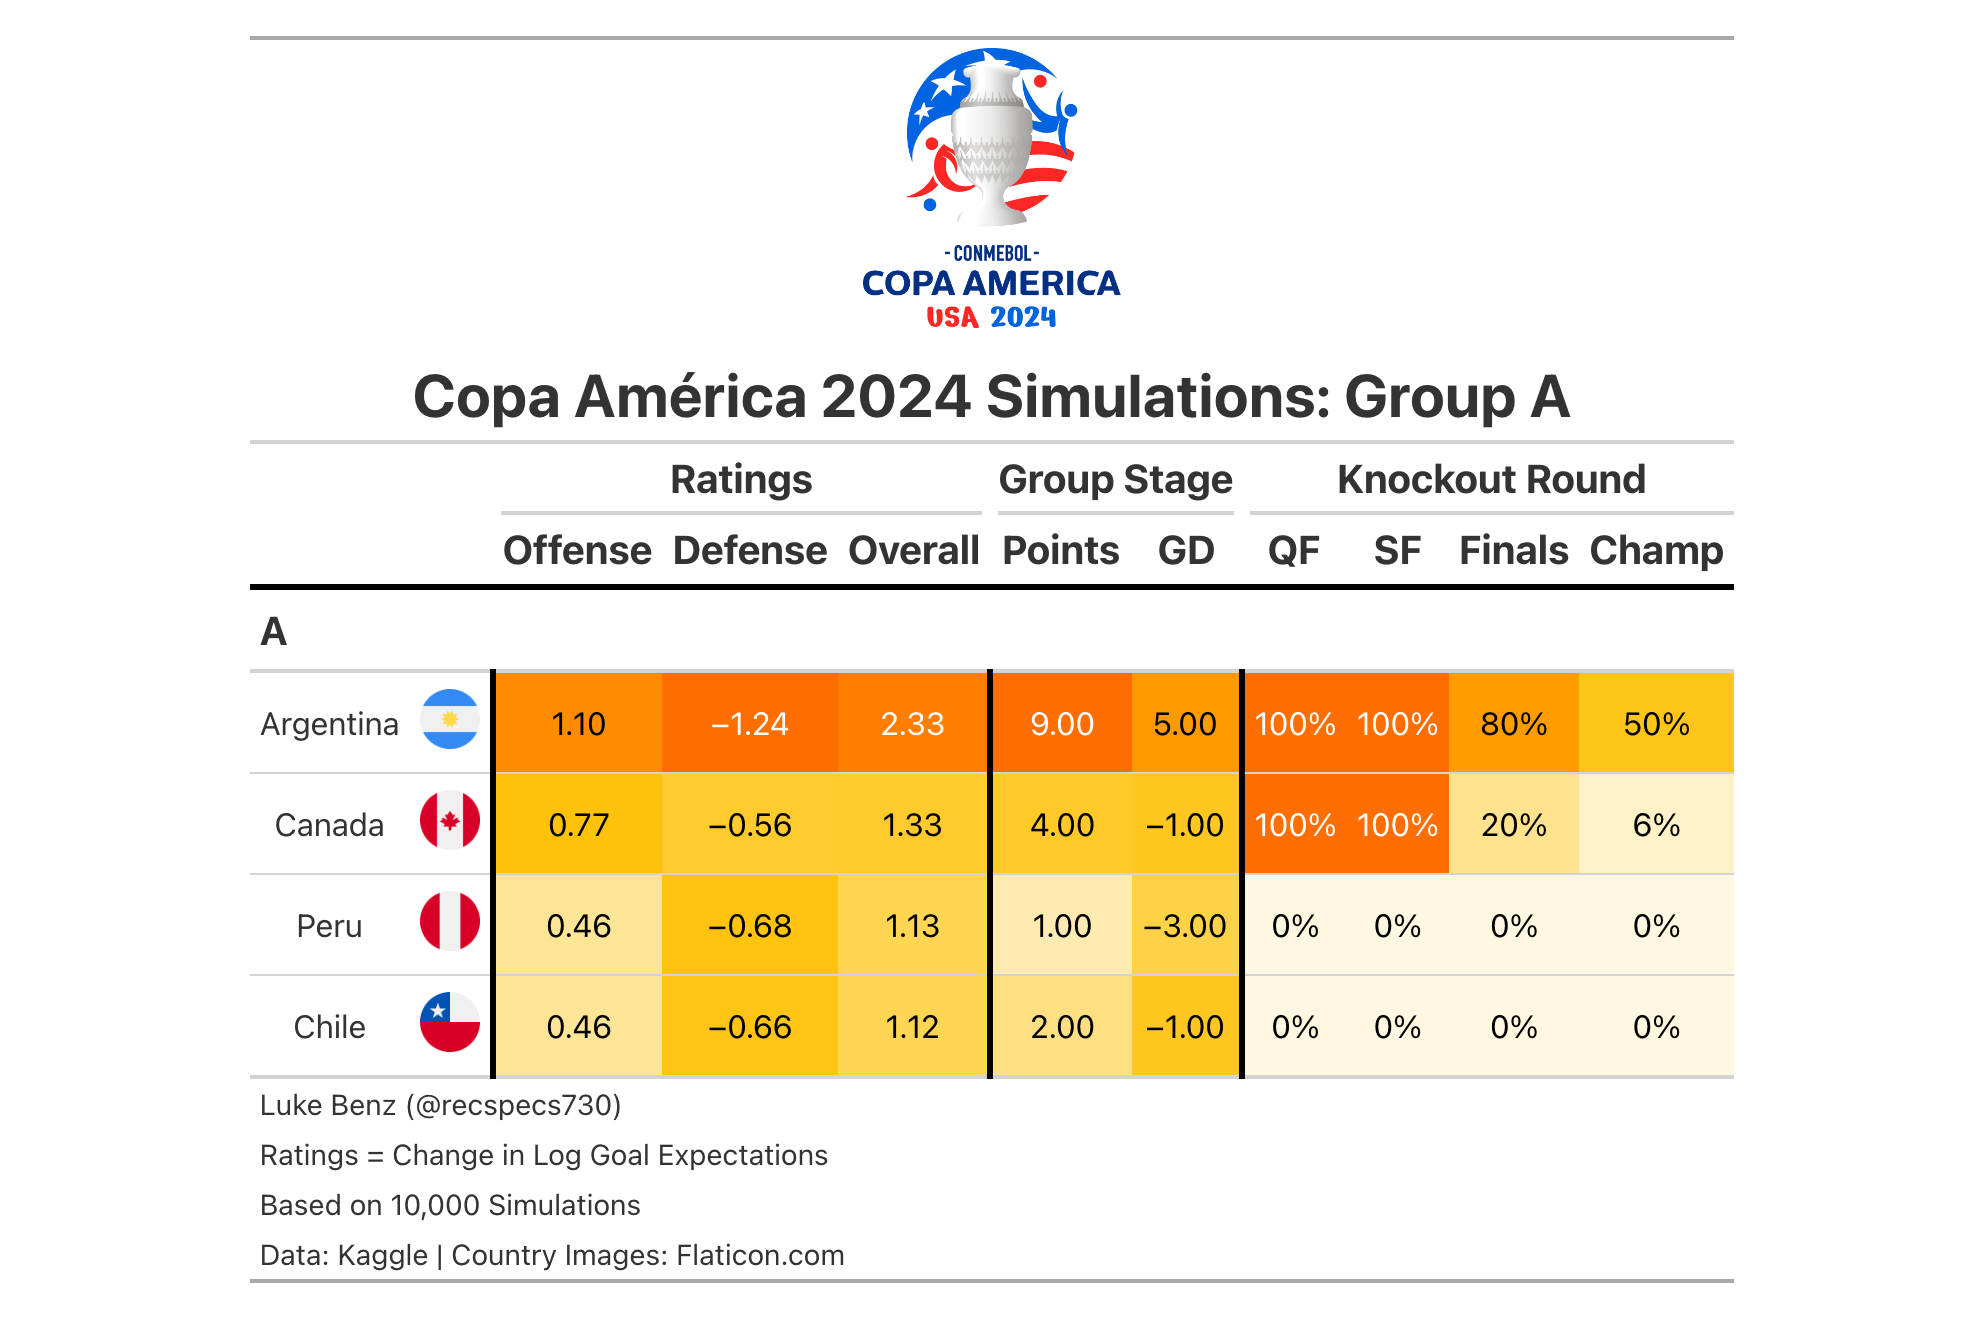 - CONMEBOL -
COPA AMERICA
USA 2024
Copa América 2024 Simulations: Group A
Ratings Group Stage Knockout Round
Offense Defense Overall Points GD QF SF Finals Champ
A
Argentina 1.10 −1.24 2.33 9.00 5.00 100% 100% 80% 50%
Canada 0.77 −0.56 1.33 4.00 −1.00 100% 100% 20% 6%
Peru 0.46 −0.68 1.13 1.00 −3.00 0% 0% 0% 0%
Chile 0.46 −0.66 1.12 2.00 −1.00 0% 0% 0% 0%
Luke Benz (@recspecs730)
Ratings = Change in Log Goal Expectations
Based on 10,000 Simulations
Data: Kaggle | Country Images: Flaticon.com